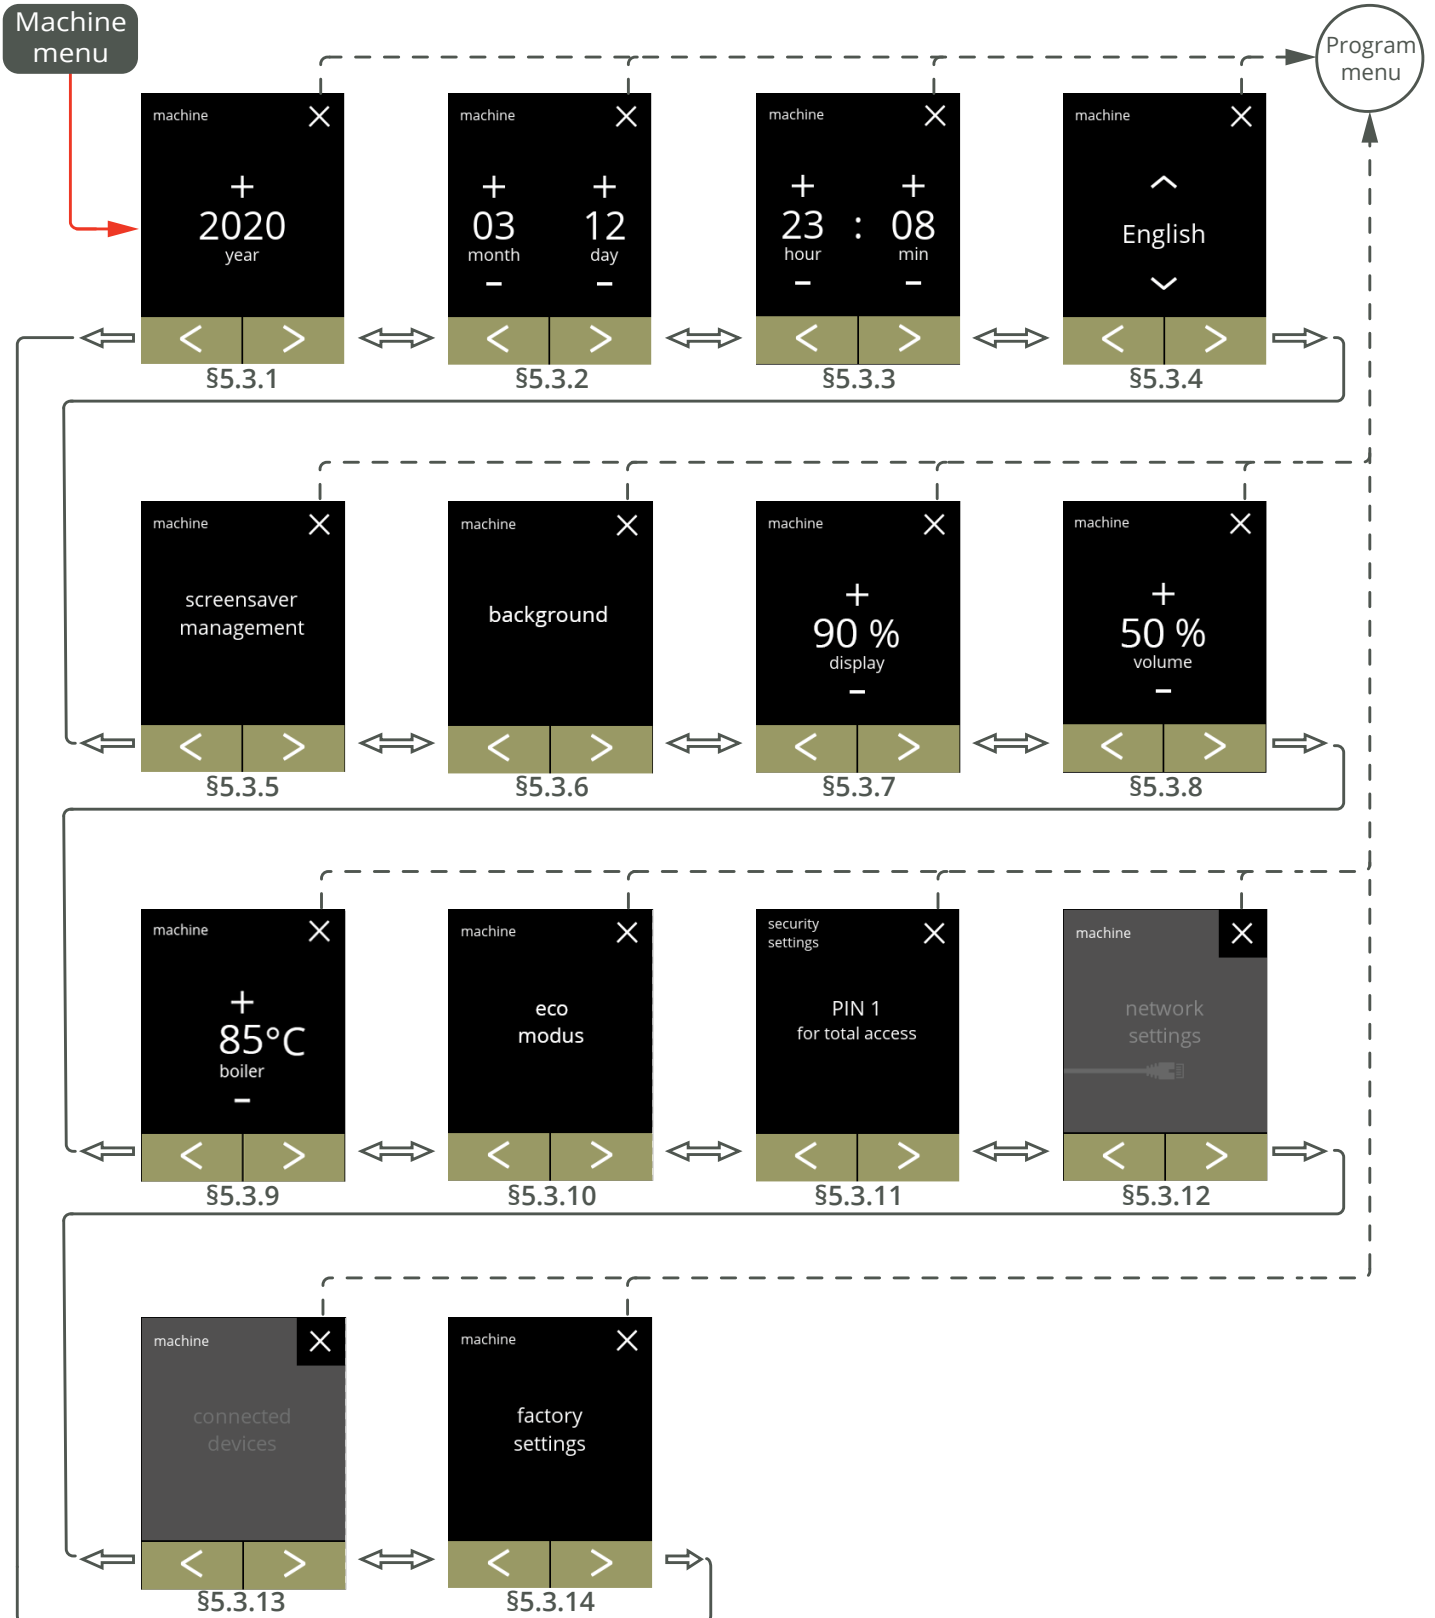 Machine
menu
Program
menu
machine
+
2020
year
§5.3.1
machine
+ +
03 12
month day
- -
§5.3.2
machine
+ +
23 : 08
hour min
- -
§5.3.3
machine
English
§5.3.4
machine
screensaver
management
§5.3.5
machine
background
§5.3.6
machine
+
90 %
display
-
§5.3.7
machine
+
50 %
volume
-
§5.3.8
machine
+
85°C
boiler
-
§5.3.9
machine
eco
modus
§5.3.10
security
settings
PIN 1
for total access
§5.3.11
machine
network
settings
§5.3.12
machine
connected
devices
§5.3.13
machine
factory
settings
§5.3.14